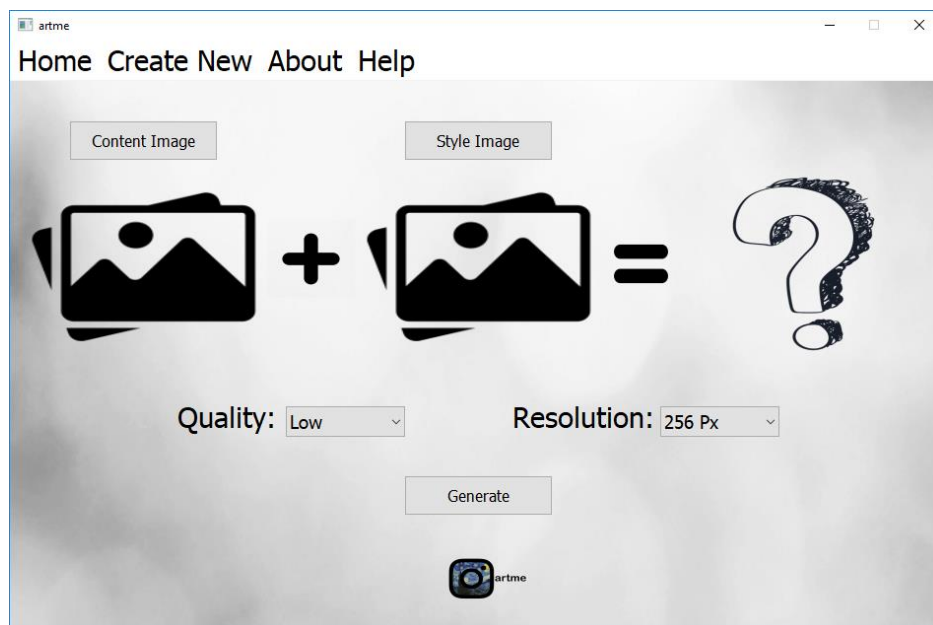 artme
Home Create New About Help
Content Image Style Image
Quality: Low Resolution: 256 Px
Generate
artme